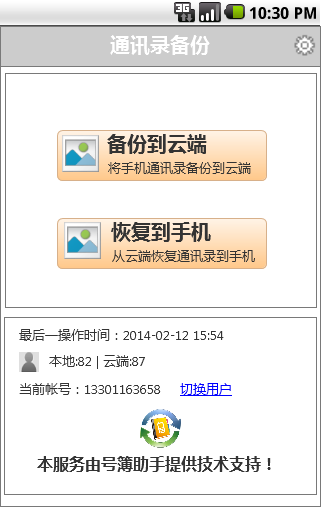 3G 10:30 PM
通讯录备份
备份到云端
将手机通讯录备份到云端
恢复到手机
从云端恢复通讯录到手机
最后一操作时间：2014-02-12 15:54
本地:82 | 云端:87
当前帐号：13301163658 切换用户
本服务由号簿助手提供技术支持！